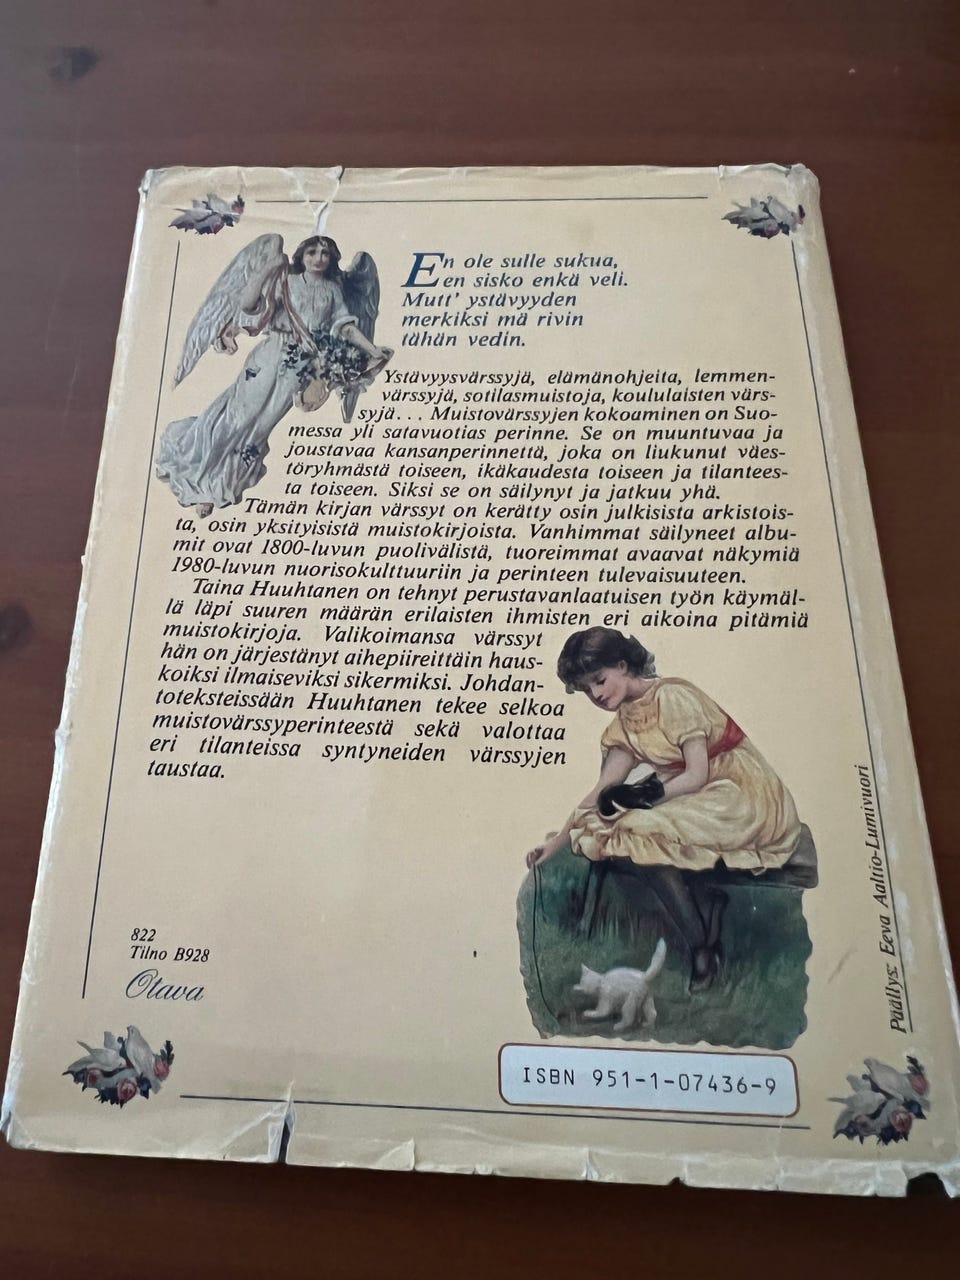 En ole sulle sukua,
en sisko enkä veli.
Mutt' ystävyyden
merkiksi mä rivin
tähän vedin.
Ystävyysvärssyjä, elämänohjeita, lemmen-
värssyjä, sotilasmuistoja, koululaisten värs-
syjä... Muistovärssyjen kokoaminen on Suo-
messa yli satavuotias perinne. Se on muuntuvaa ja
joustavaa kansanperinnettä, joka on liukunut väes-
töryhmästä toiseen, ikäkaudesta toiseen ja tilantees-
ta toiseen. Siksi se on säilynyt ja jatkuu yhä.
Tämän kirjan värssyt on kerätty osin julkisista arkistois-
ta, osin yksityisistä muistokirjoista. Vanhimmat säilyneet albu-
mit ovat 1800-luvun puolivälistä, tuoreimmat avaavat näkymiä
1980-luvun nuorisokulttuuriin ja perinteen tulevaisuuteen.
Taina Huuhtanen on tehnyt perustavanlaatuisen työn käymäl-
lä läpi suuren määrän erilaisten ihmisten eri aikoina pitämiä
muistokirjoja. Valikoimansa värssyt
hän on järjestänyt aihepiireittäin haus-
koiksi ilmaiseviksi sikermiksi. Johdan-
toteksteissään Huuhtanen tekee selkoa
muistovärssyperinteestä sekä valottaa
eri tilanteissa syntyneiden värssyjen
taustaa.
822
Tilno B928
Otava
Päällys: Eeva Aaltio-Lumivuori
ISBN 951-1-07436-9